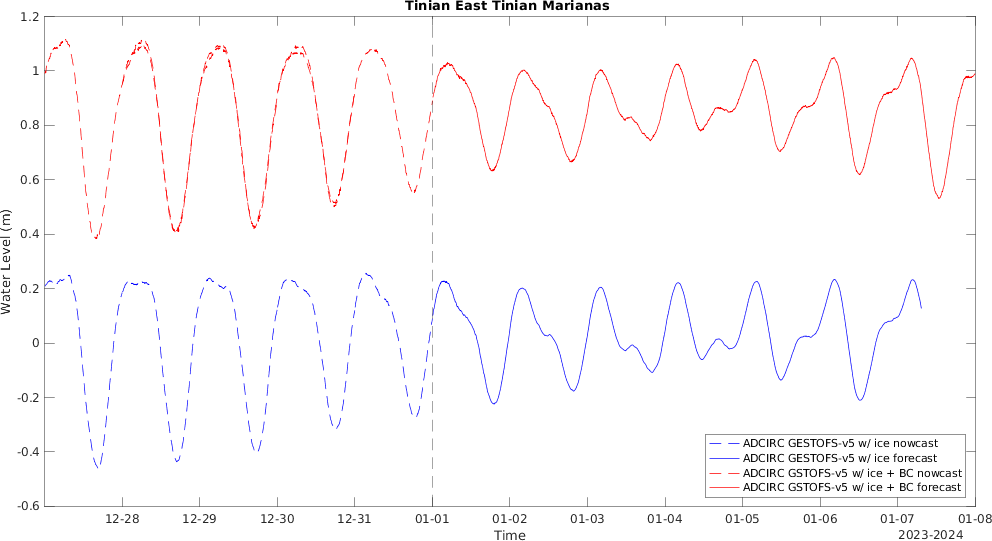 Tinian East Tinian Marianas
1.2
1
0.8
0.6
0.4
0.2
0
-0.2
-0.4
-0.6
Water Level (m)
ADCIRC GESTOFS-v5 w/ ice nowcast
ADCIRC GESTOFS-v5 w/ ice forecast
ADCIRC GSTOFS-v5 w/ ice + BC nowcast
ADCIRC GSTOFS-v5 w/ ice + BC forecast
12-28 12-29 12-30 12-31 01-01 01-02 01-03 01-04 01-05 01-06 01-07 01-08
Time
2023-2024